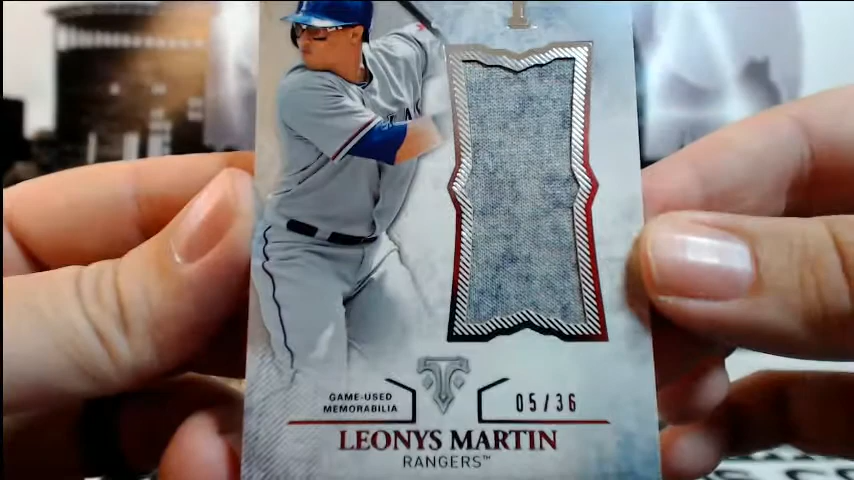 GAME-USED
MEMORABILIA
05/36
LEONYS MARTIN
RANGERS™